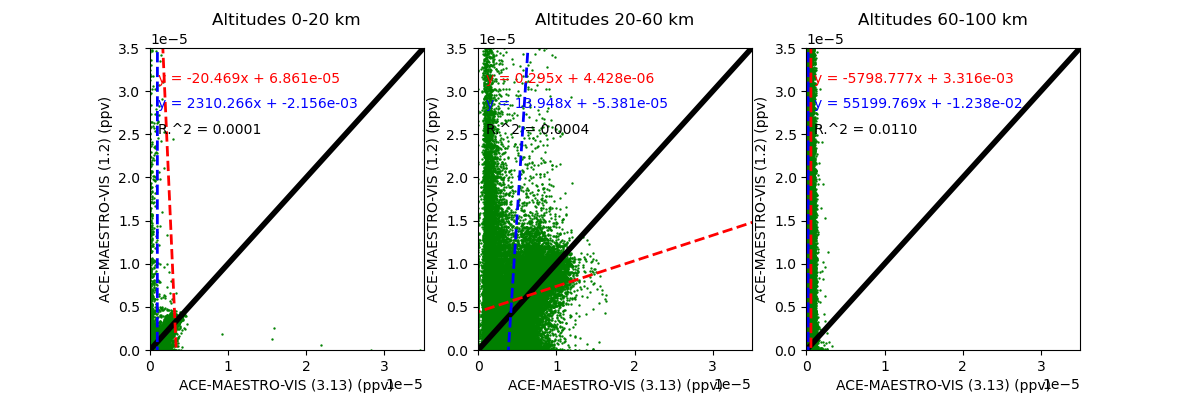 Altitudes 0-20 km
1e−5
3.5
3.0
2.5
2.0
1.5
1.0
0.5
0.0
ACE-MAESTRO-VIS (1.2) (ppv)
y = -20.469x + 6.861e-05
y = 2310.266x + -2.156e-03
R.^2 = 0.0001
0 1 2 3
1e−5
ACE-MAESTRO-VIS (3.13) (ppv)
Altitudes 20-60 km
1e−5
3.5
3.0
2.5
2.0
1.5
1.0
0.5
0.0
ACE-MAESTRO-VIS (1.2) (ppv)
y = 0.295x + 4.428e-06
y = 13.948x + -5.381e-05
R.^2 = 0.0004
0 1 2 3
1e−5
ACE-MAESTRO-VIS (3.13) (ppv)
Altitudes 60-100 km
1e−5
3.5
3.0
2.5
2.0
1.5
1.0
0.5
0.0
ACE-MAESTRO-VIS (1.2) (ppv)
y = -5798.777x + 3.316e-03
y = 55199.769x + -1.238e-02
R.^2 = 0.0110
0 1 2 3
1e−5
ACE-MAESTRO-VIS (3.13) (ppv)